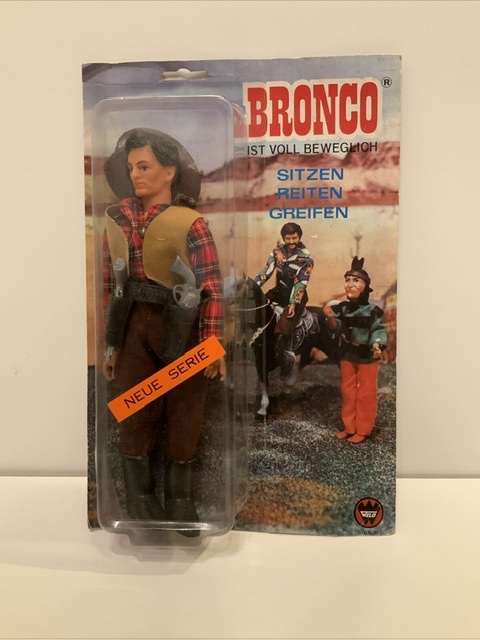 BRONCO®
IST VOLL BEWEGLICH
SITZEN
REITEN
GREIFEN
NEUE SERIE